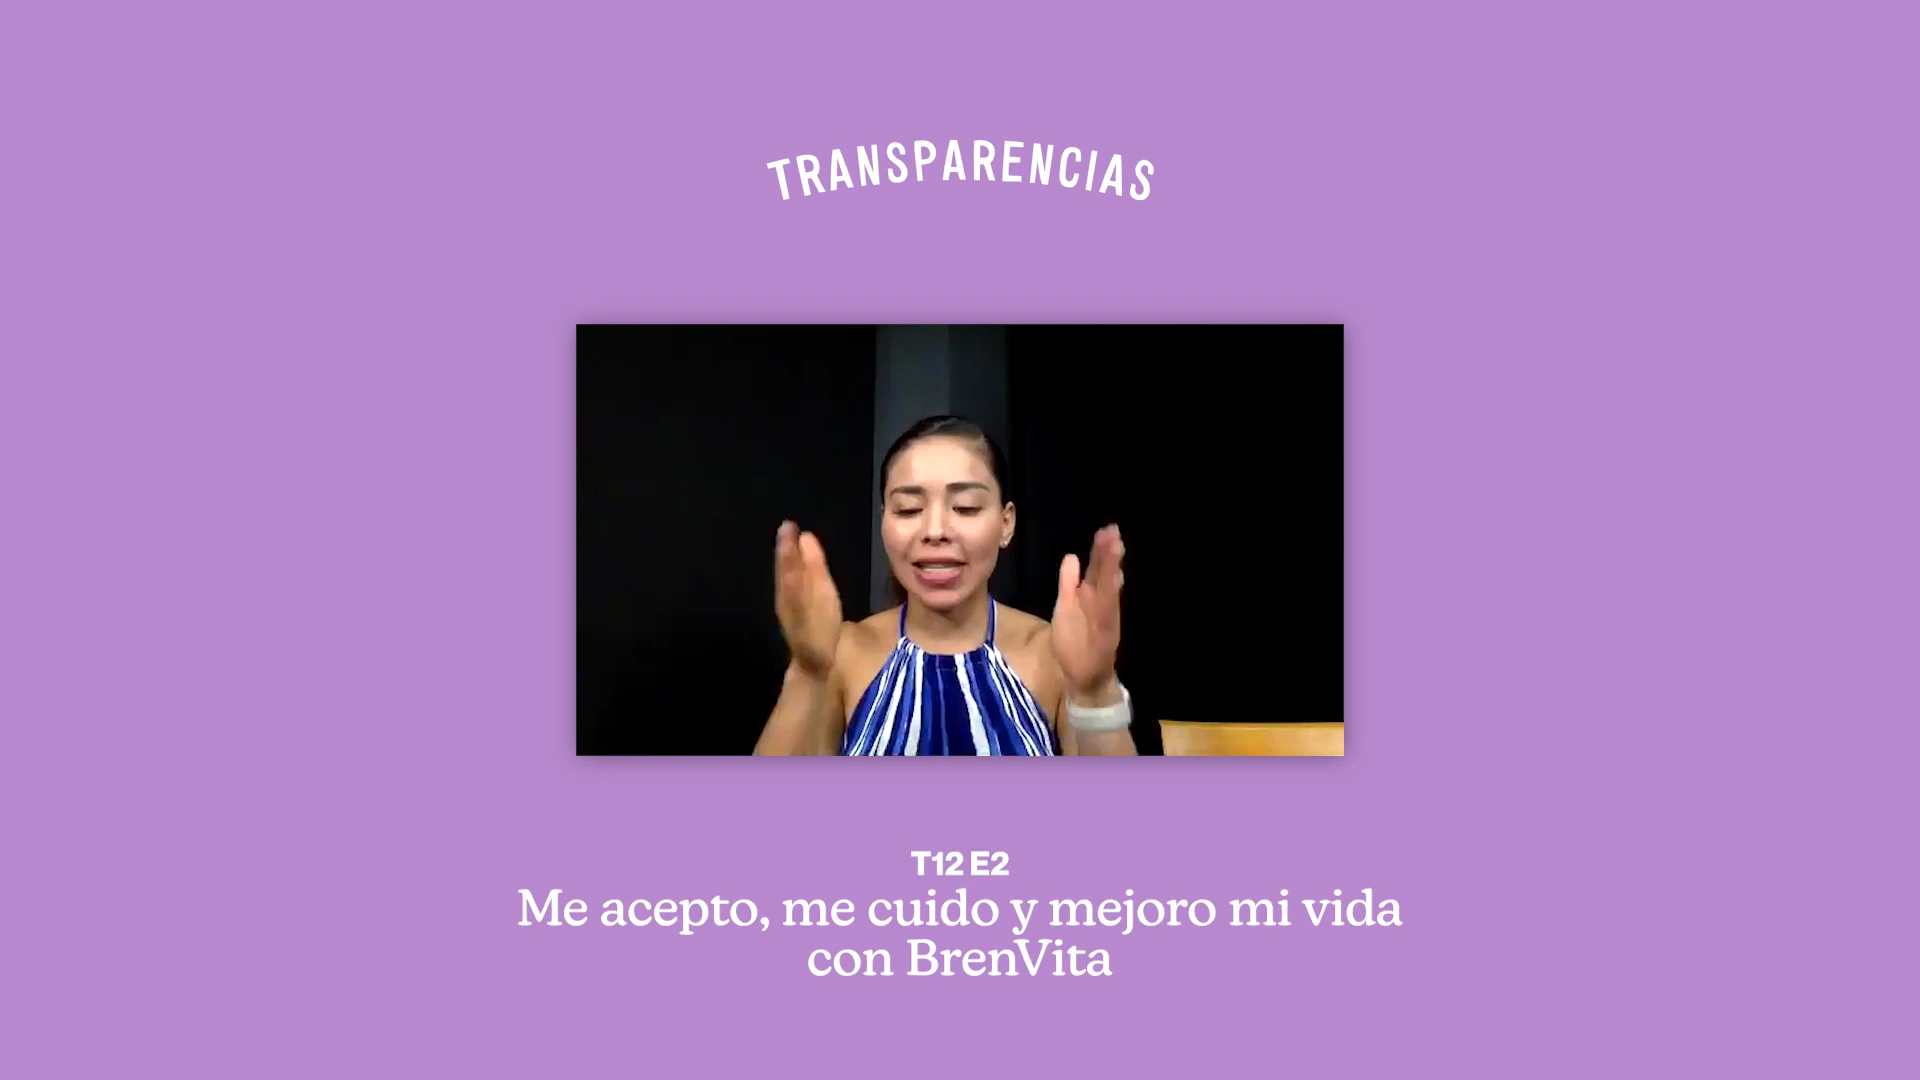 TRANSPARENCIAS
T12 E2
Me acepto, me cuido y mejoro mi vida
con BrenVita